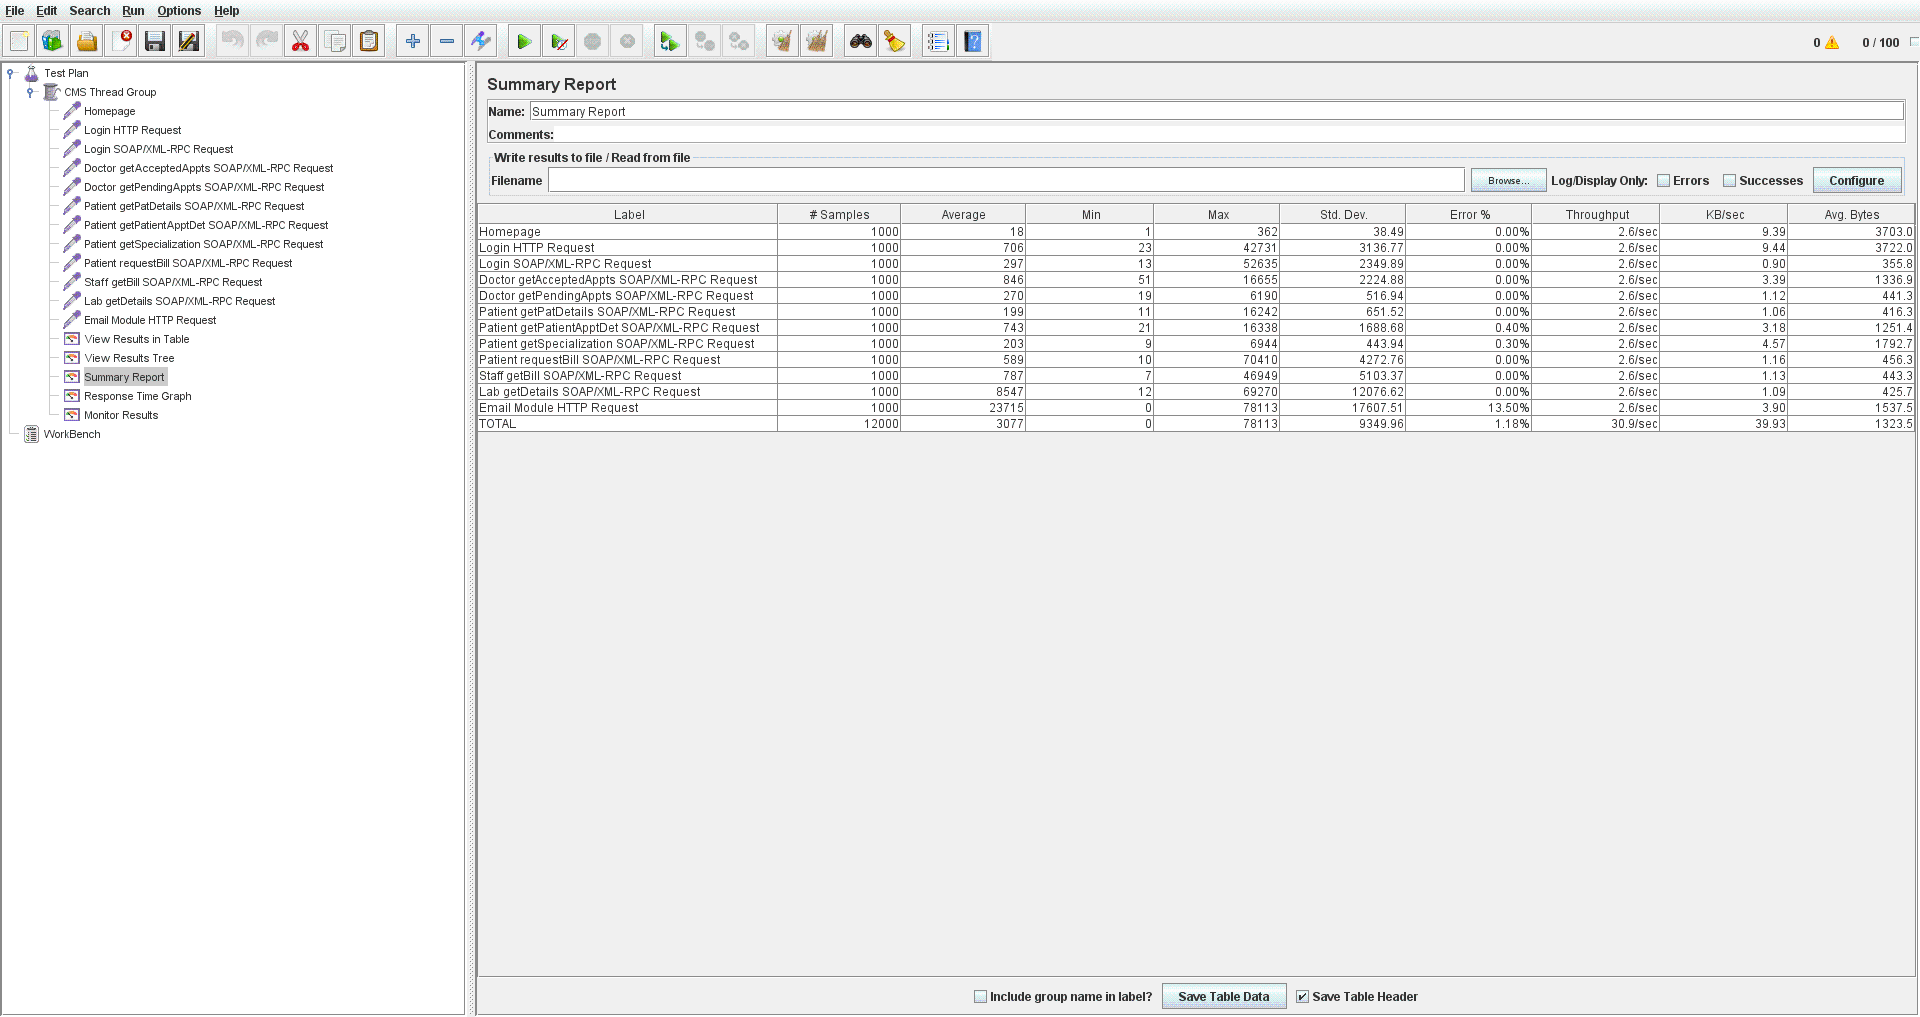 File Edit Search Run Options Help
0 0 / 100
Test Plan
CMS Thread Group
Homepage
Login HTTP Request
Login SOAP/XML-RPC Request
Doctor getAcceptedAppts SOAP/XML-RPC Request
Doctor getPendingAppts SOAP/XML-RPC Request
Patient getPatDetails SOAP/XML-RPC Request
Patient getPatientApptDet SOAP/XML-RPC Request
Patient getSpecialization SOAP/XML-RPC Request
Patient requestBill SOAP/XML-RPC Request
Staff getBill SOAP/XML-RPC Request
Lab getDetails SOAP/XML-RPC Request
Email Module HTTP Request
View Results in Table
View Results Tree
Summary Report
Response Time Graph
Monitor Results
WorkBench
Summary Report
Name: Summary Report
Comments:
Write results to file / Read from file
Filename Browse... Log/Display Only: Errors Successes Configure
Label # Samples Average Min Max Std. Dev. Error % Throughput KB/sec Avg. Bytes
Homepage 1000 18 1 362 38.49 0.00% 2.6/sec 9.39 3703.0
Login HTTP Request 1000 706 23 42731 3136.77 0.00% 2.6/sec 9.44 3722.0
Login SOAP/XML-RPC Request 1000 297 13 52635 2349.89 0.00% 2.6/sec 0.90 355.8
Doctor getAcceptedAppts SOAP/XML-RPC Request 1000 846 51 16655 2224.88 0.00% 2.6/sec 3.39 1336.9
Doctor getPendingAppts SOAP/XML-RPC Request 1000 270 19 6190 516.94 0.00% 2.6/sec 1.12 441.3
Patient getPatDetails SOAP/XML-RPC Request 1000 199 11 16242 651.52 0.00% 2.6/sec 1.06 416.3
Patient getPatientApptDet SOAP/XML-RPC Request 1000 743 21 16338 1688.68 0.40% 2.6/sec 3.18 1251.4
Patient getSpecialization SOAP/XML-RPC Request 1000 203 9 6944 443.94 0.30% 2.6/sec 4.57 1792.7
Patient requestBill SOAP/XML-RPC Request 1000 589 10 70410 4272.76 0.00% 2.6/sec 1.16 456.3
Staff getBill SOAP/XML-RPC Request 1000 787 7 46949 5103.37 0.00% 2.6/sec 1.13 443.3
Lab getDetails SOAP/XML-RPC Request 1000 8547 12 69270 12076.62 0.00% 2.6/sec 1.09 425.7
Email Module HTTP Request 1000 23715 0 78113 17607.51 13.50% 2.6/sec 3.90 1537.5
TOTAL 12000 3077 0 78113 9349.96 1.18% 30.9/sec 39.93 1323.5
Include group name in label? Save Table Data Save Table Header